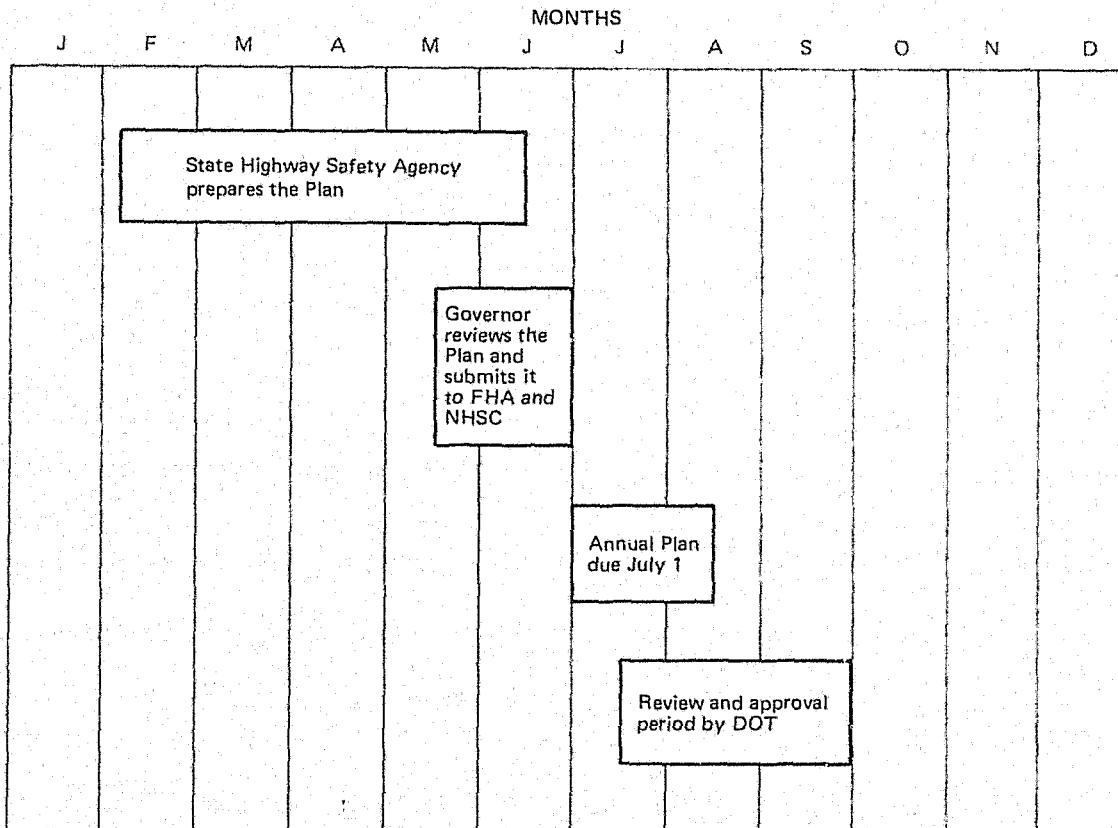 MONTHS
J F M A M J J A S O N D
State Highway Safety Agency
prepares the Plan
Governor
reviews the
Plan and
submits it
to FHA and
NHSC
Annual Plan
due July 1
Review and approval
period by DOT